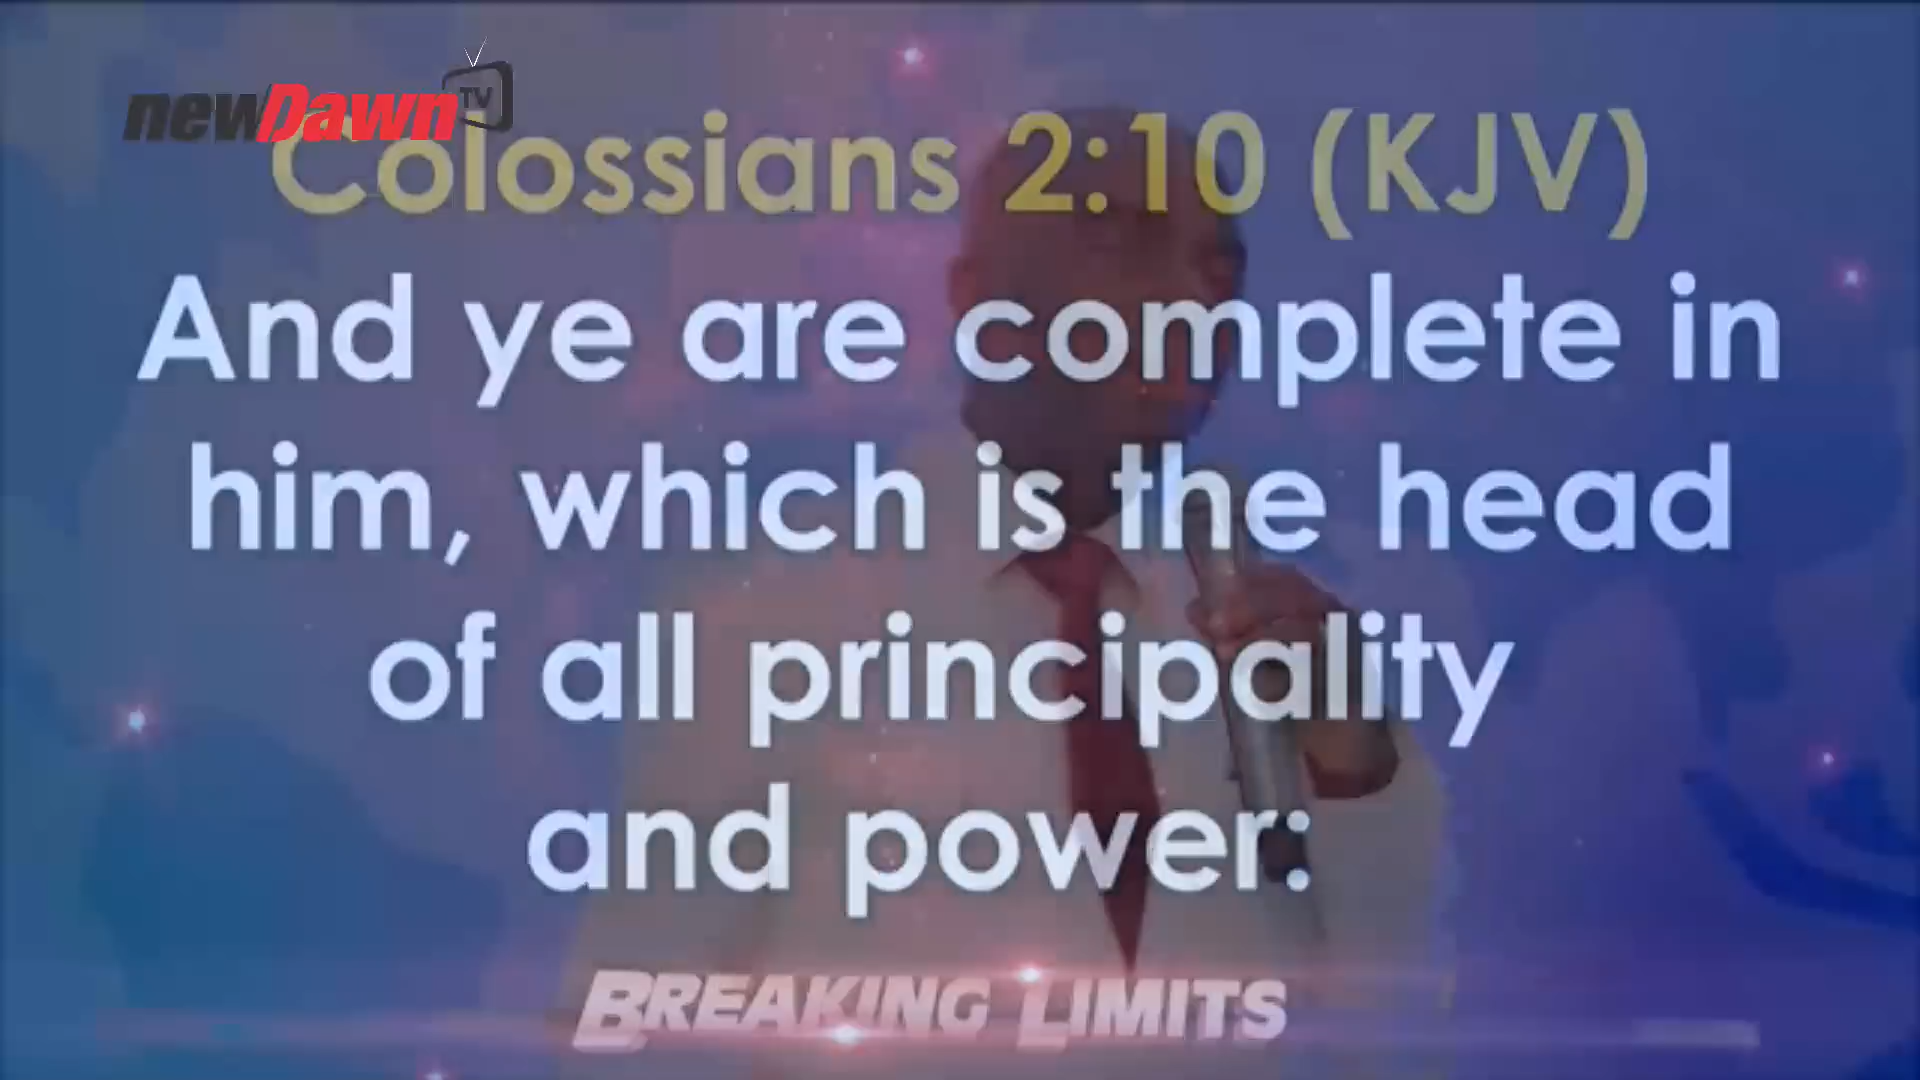 newDawn TV
Colossians 2:10 (KJV)
And ye are complete in
him, which is the head
of all principality
and power:
BREAKING LIMITS